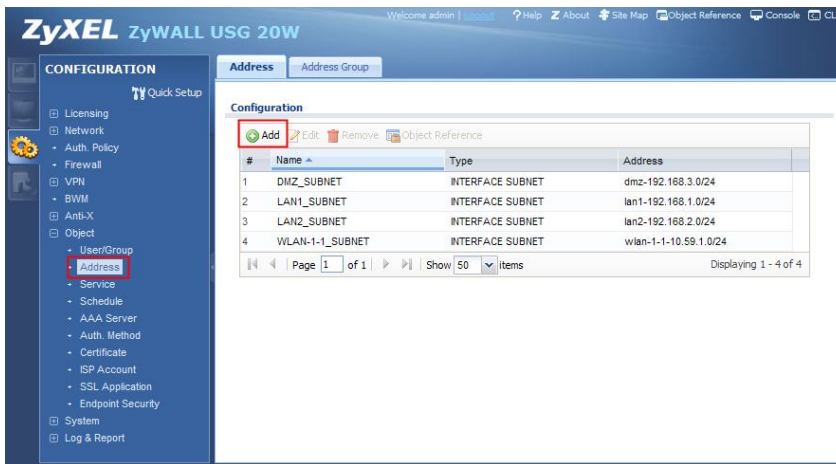 ZyXEL ZyWALL USG 20W
Welcome admin | Logout ? Help Z About Site Map Object Reference Console CL
CONFIGURATION
Quick Setup
Licensing
Network
Auth. Policy
Firewall
VPN
BWM
Anti-X
Object
User/Group
Address
Service
Schedule
AAA Server
Auth. Method
Certificate
ISP Account
SSL Application
Endpoint Security
System
Log & Report
Address Address Group
Configuration
Add Edit Remove Object Reference
# Name Type Address
1 DMZ_SUBNET INTERFACE SUBNET dmz-192.168.3.0/24
2 LAN1_SUBNET INTERFACE SUBNET lan1-192.168.1.0/24
3 LAN2_SUBNET INTERFACE SUBNET lan2-192.168.2.0/24
4 WLAN-1-1_SUBNET INTERFACE SUBNET wlan-1-1-10.59.1.0/24
Page 1 of 1 Show 50 items Displaying 1 - 4 of 4